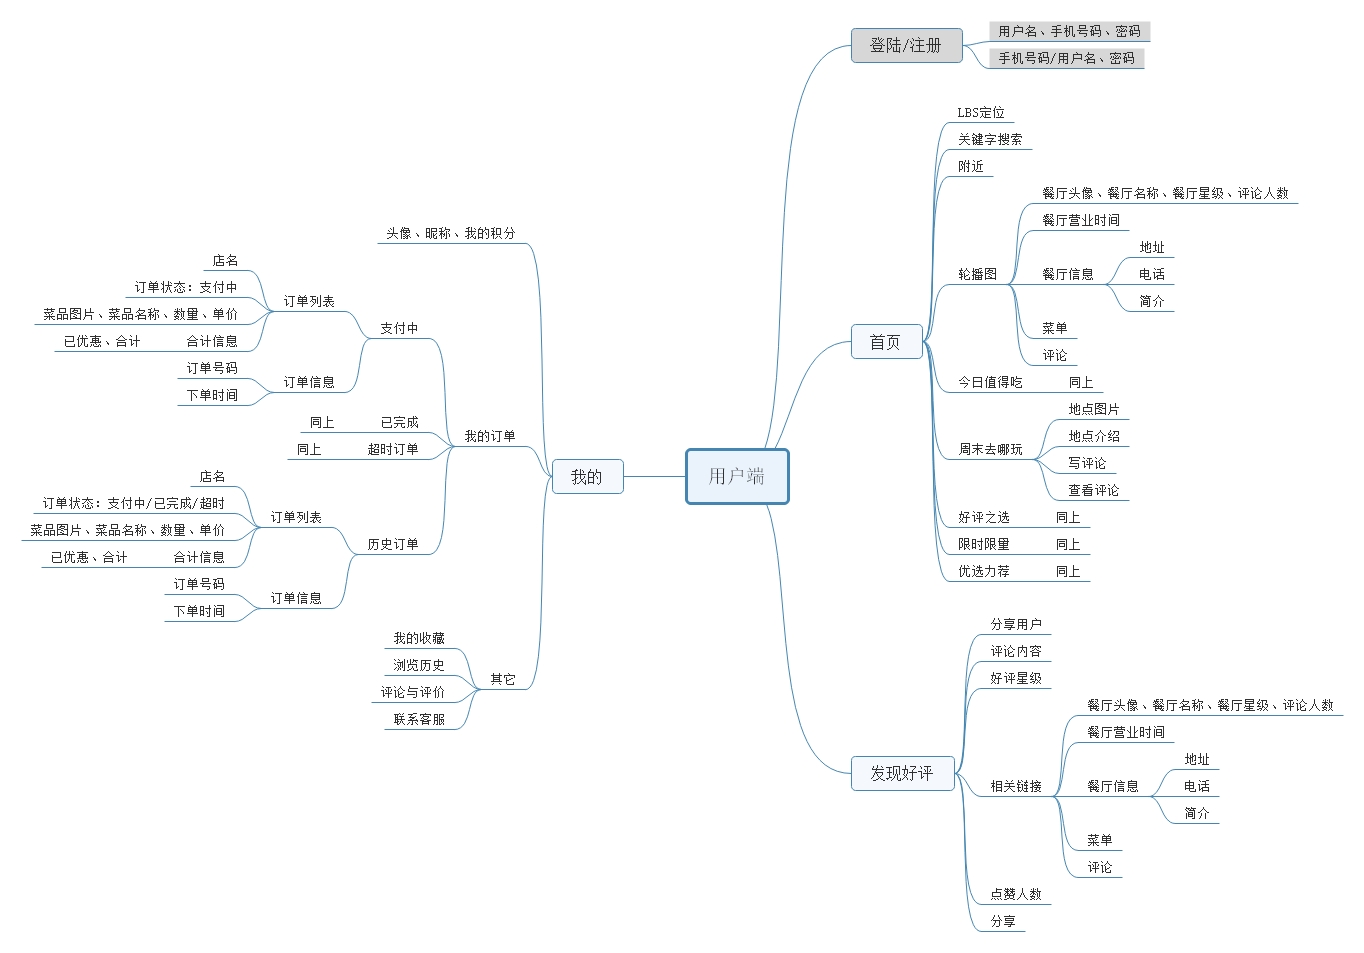 用户端
登陆/注册
用户名、手机号码、密码
手机号码/用户名、密码
首页
LBS定位
关键字搜索
附近
轮播图
餐厅头像、餐厅名称、餐厅星级、评论人数
餐厅营业时间
餐厅信息
地址
电话
简介
菜单
评论
今日值得吃
同上
周末去哪玩
地点图片
地点介绍
写评论
查看评论
好评之选
同上
限时限量
同上
优选力荐
同上
发现好评
分享用户
评论内容
好评星级
相关链接
餐厅头像、餐厅名称、餐厅星级、评论人数
餐厅营业时间
餐厅信息
地址
电话
简介
菜单
评论
点赞人数
分享
我的
头像、昵称、我的积分
我的订单
支付中
订单列表
店名
订单状态：支付中
菜品图片、菜品名称、数量、单价
合计信息
已优惠、合计
订单信息
订单号码
下单时间
已完成
同上
超时订单
同上
历史订单
订单列表
店名
订单状态：支付中/已完成/超时
菜品图片、菜品名称、数量、单价
合计信息
已优惠、合计
订单信息
订单号码
下单时间
其它
我的收藏
浏览历史
评论与评价
联系客服